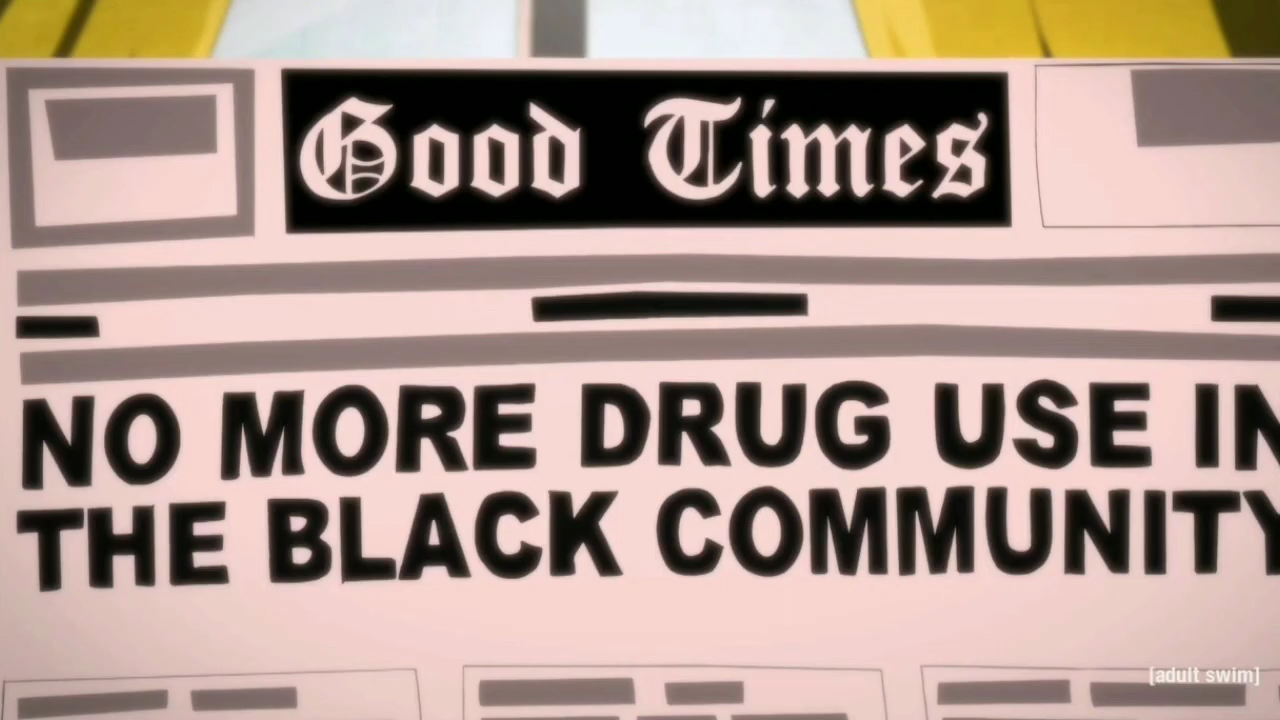 Good Times
NO MORE DRUG USE IN
THE BLACK COMMUNITY
[adult swim]